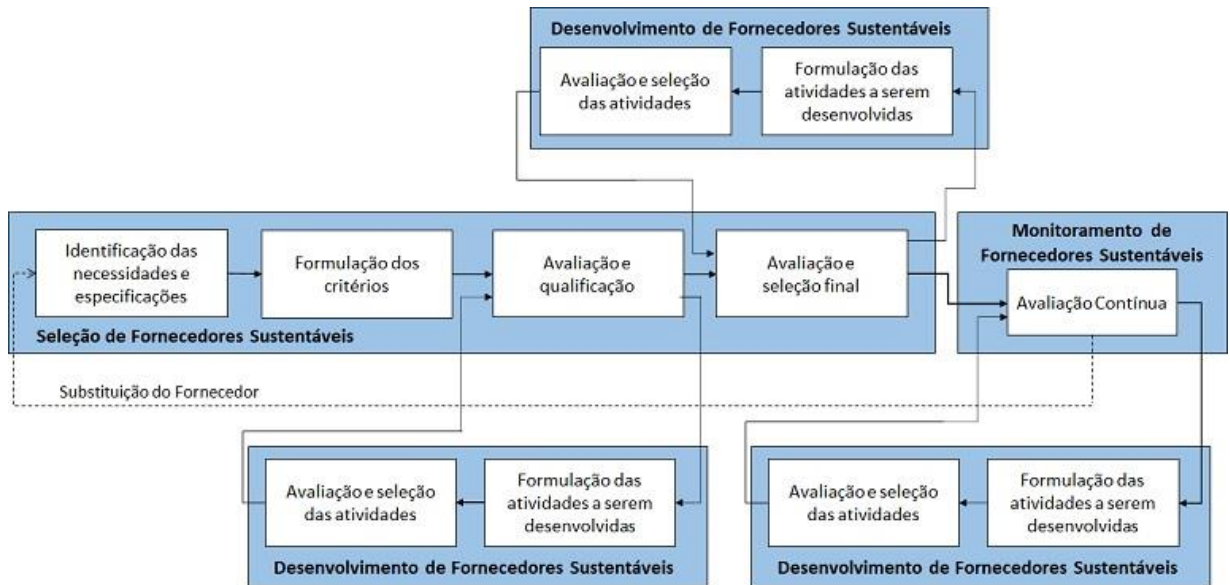 Desenvolvimento de Fornecedores Sustentáveis
Avaliação e seleção
das atividades
Formulação das
atividades a serem
desenvolvidas
Identificação das
necessidades e
especificações
Formulação dos
critérios
Avaliação e
qualificação
Avaliação e
seleção final
Seleção de Fornecedores Sustentáveis
Monitoramento de
Fornecedores Sustentáveis
Avaliação Contínua
Substituição do Fornecedor
Avaliação e seleção
das atividades
Formulação das
atividades a serem
desenvolvidas
Desenvolvimento de Fornecedores Sustentáveis
Avaliação e seleção
das atividades
Formulação das
atividades a serem
desenvolvidas
Desenvolvimento de Fornecedores Sustentáveis